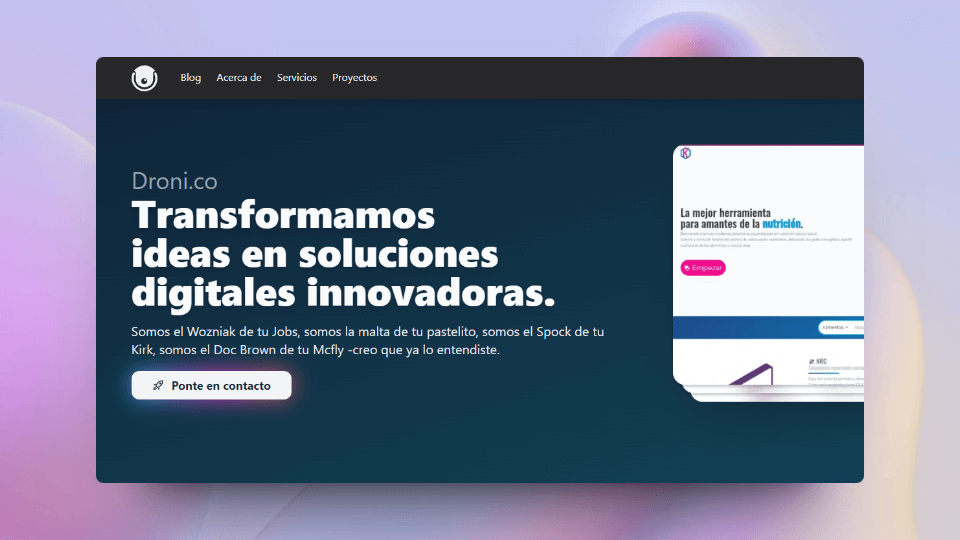 Blog Acerca de Servicios Proyectos
Droni.co
Transformamos
ideas en soluciones
digitales innovadoras.
Somos el Wozniak de tu Jobs, somos la malta de tu pastelito, somos el Spock de tu
Kirk, somos el Doc Brown de tu Mcfly -creo que ya lo entendiste.
Ponte en contacto
La mejor herramienta
para amantes de la nutrición.
Empezar
Alimentos
NRC